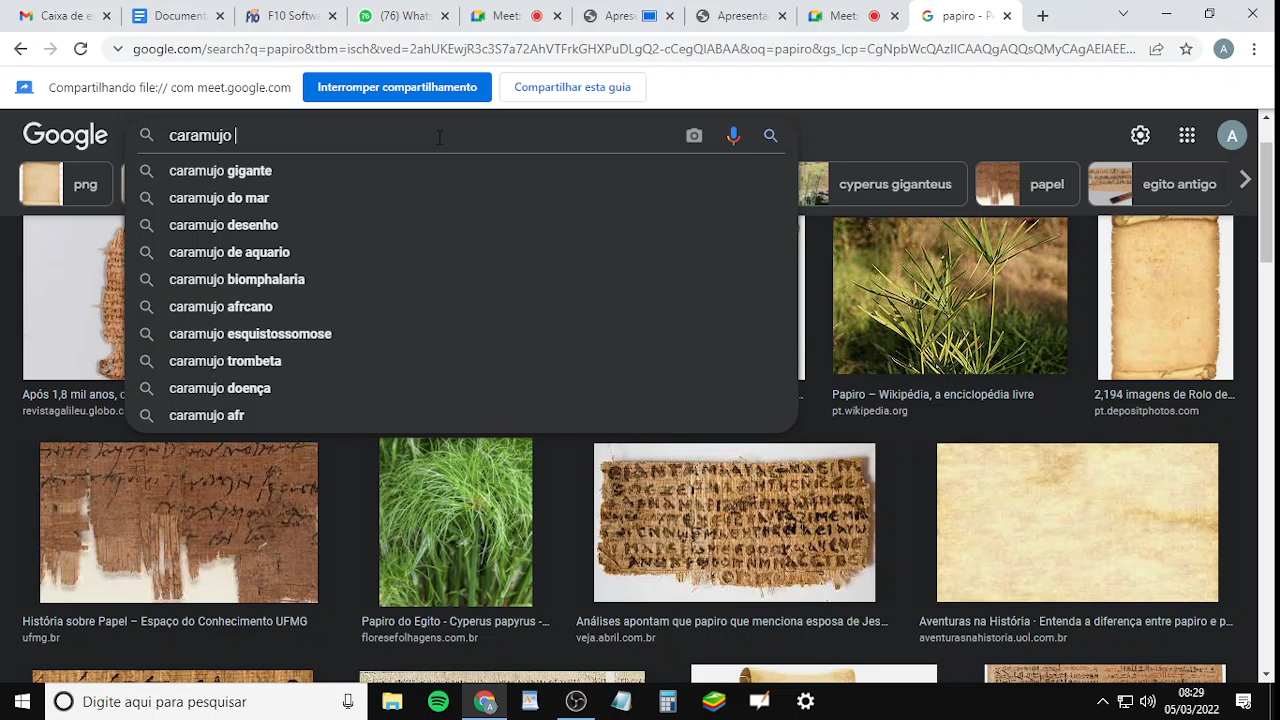 Caixa de e
Document
F10 Softwar
(76) Whats
Meet:
Aprese
Apresenta
Meet:
papiro - Pe
google.com/search?q=papiro&tbm=isch&ved=2ahUKEwjR3c3S7a72AhVTFrkGHXPuDLgQ2-cCegQIABAA&oq=papiro&gs_lcp=CgNpbWcQAzIICAAQgAQQsQMyCAgAEIAEE...
A
Compartilhando file:// com meet.google.com
Interromper compartilhamento
Compartilhar esta guia
Google
caramujo
A
caramujo gigante
caramujo do mar
caramujo desenho
caramujo de aquario
caramujo biomphalaria
caramujo afrcano
caramujo esquistossomose
caramujo trombeta
caramujo doença
caramujo afr
png
cyperus giganteus
papel
egito antigo
Após 1,8 mil anos, c
revistagalileu.globo.c
Papiro – Wikipédia, a enciclopédia livre
pt.wikipedia.org
2,194 imagens de Rolo de...
pt.depositphotos.com
História sobre Papel – Espaço do Conhecimento UFMG
ufmg.br
Papiro do Egito - Cyperus papyrus -...
floresefolhagens.com.br
Análises apontam que papiro que menciona esposa de Jes...
veja.abril.com.br
Aventuras na História · Entenda a diferença entre papiro e p...
aventurasnahistoria.uol.com.br
Digite aqui para pesquisar
08:29
05/03/2022